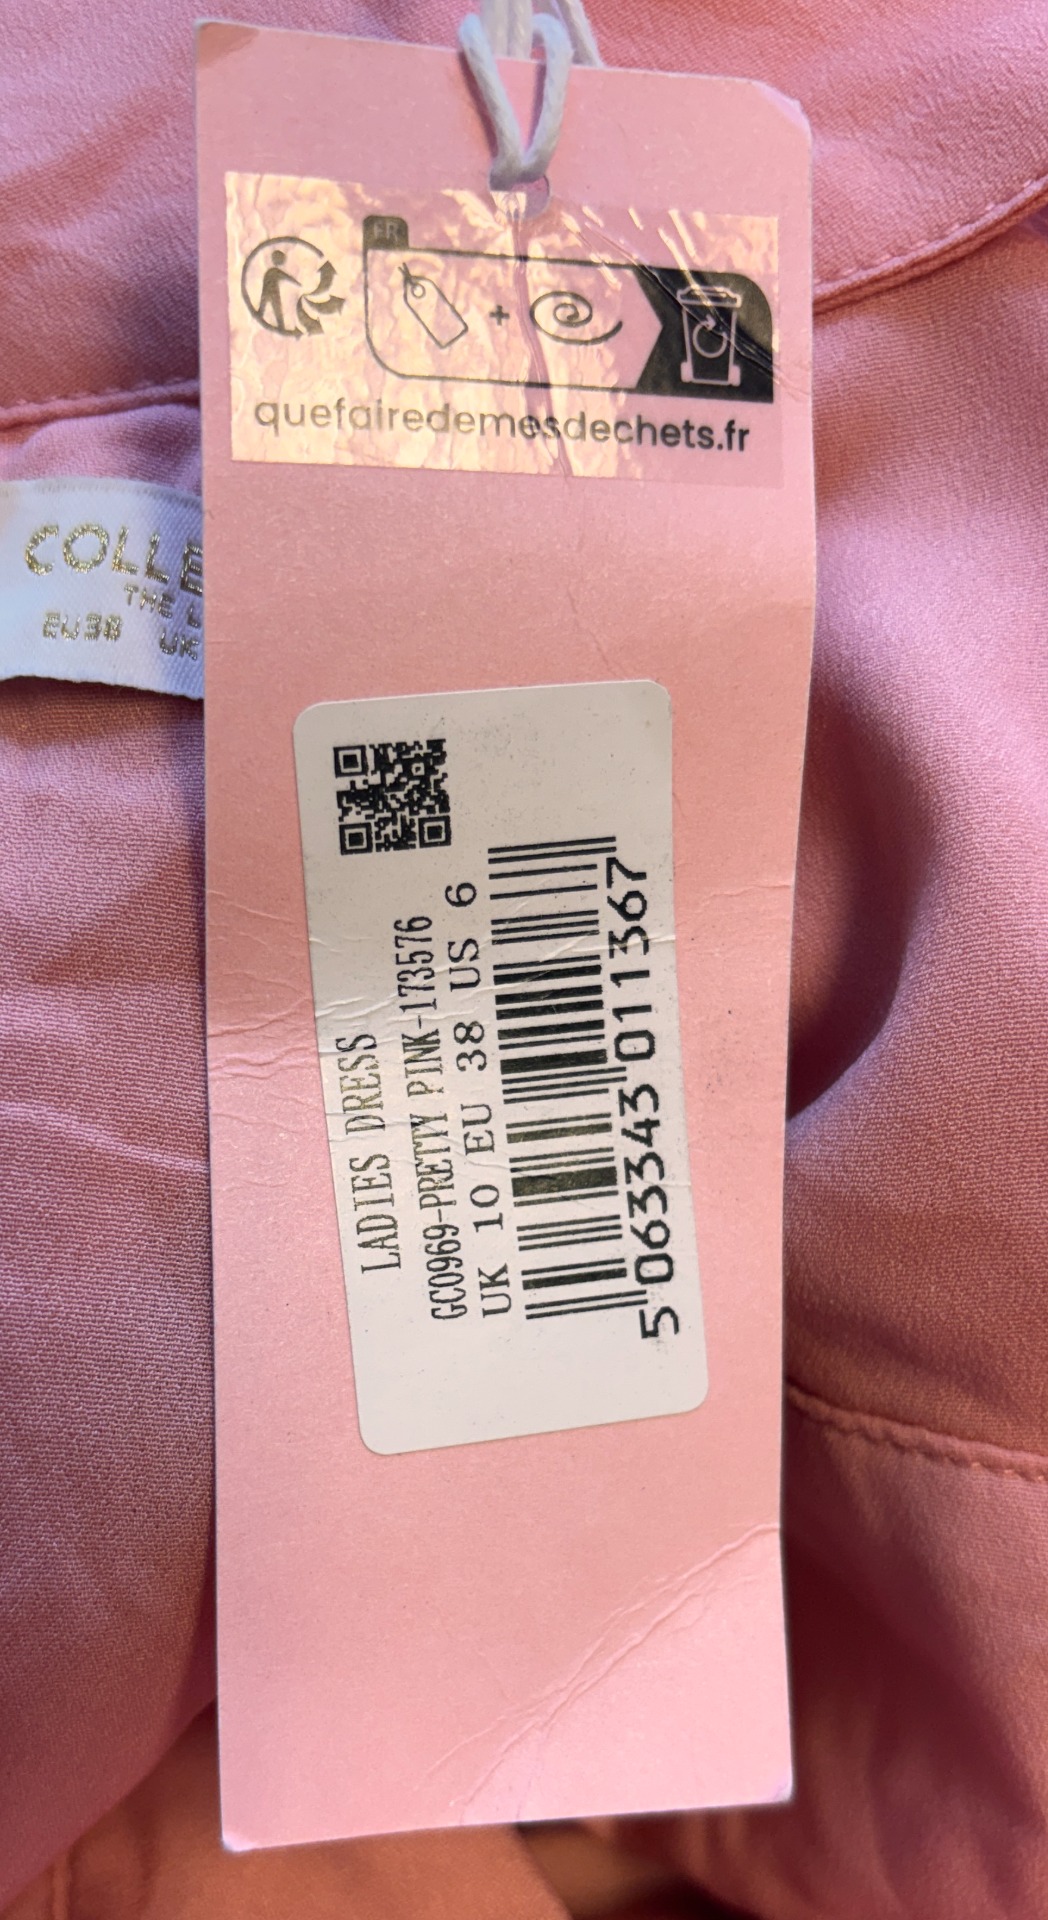 FR
+
quefairedemesdechets.fr
COLLE
THE L
EU38 UK
LADIES DRESS
GC0969-PRETTY PINK-173576
UK 10 EU 38 US 6
5 063343 011367